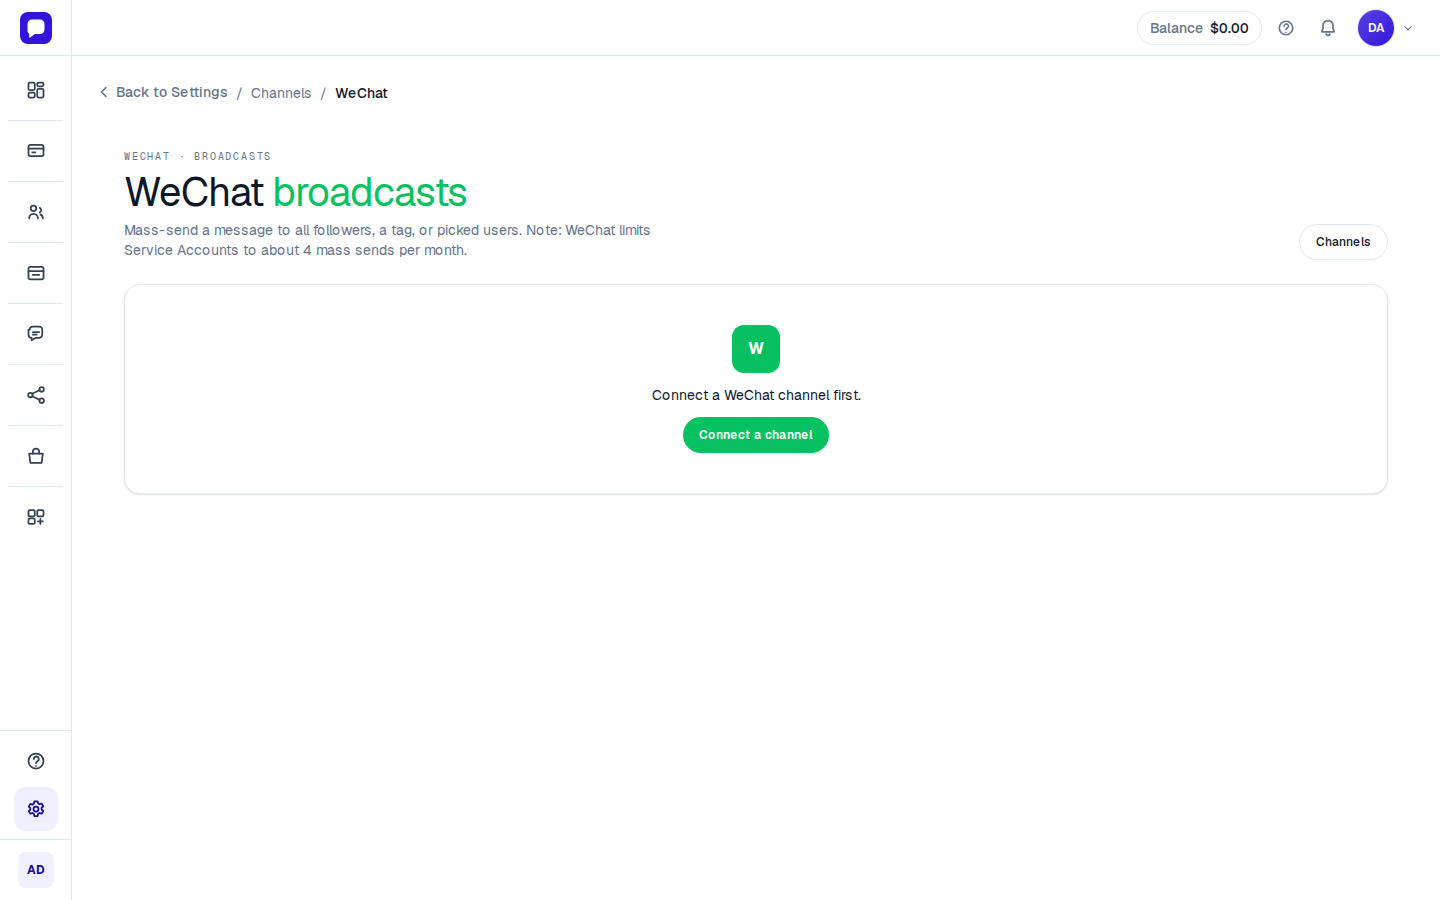 Balance $0.00
DA
Back to Settings / Channels / WeChat
WECHAT · BROADCASTS
WeChat broadcasts
Mass-send a message to all followers, a tag, or picked users. Note: WeChat limits
Service Accounts to about 4 mass sends per month.
Channels
W
Connect a WeChat channel first.
Connect a channel
AD